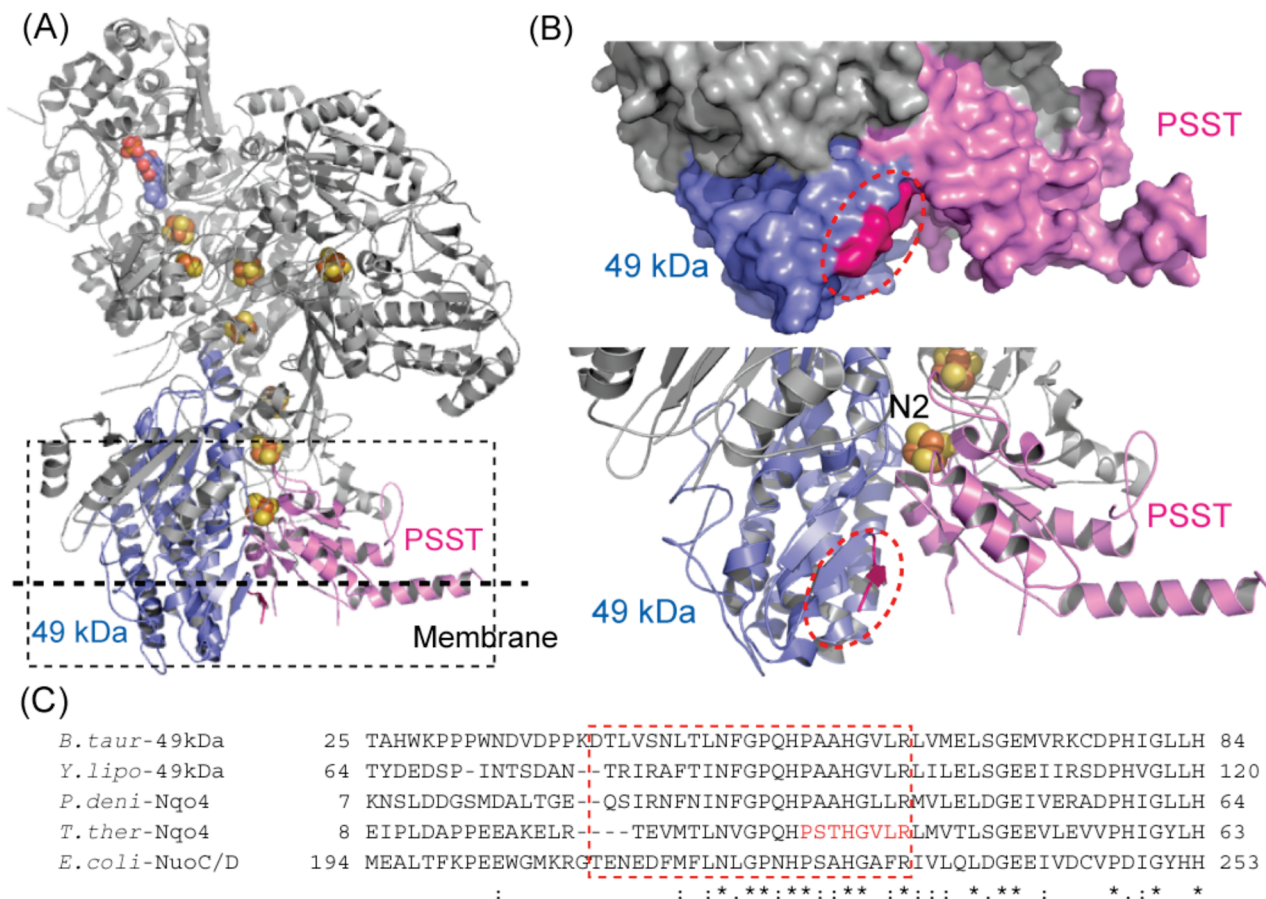 (A)
PSST
49 kDa
Membrane
(B)
PSST
49 kDa
N2
PSST
49 kDa
(C)
B.taur-49kDa 25 TAHWKPPPWNDVDPPKDTLVSNLTLNFGPQHPAAHGVLRLVMELSGEMVRKCDPHIGLLH 84
Y.lipo-49kDa 64 TYDEDSP-INTSDAN--TRIRAFTINFGPQHPAAHGVLRLILELSGEEIIRSDPHVGLLH 120
P.deni-Nqo4 7 KNSLDDGSMDALTGE--QSIRNFNINFGPQHPAAHGLLRMVLELDGEIVERADPHIGLLH 64
T.ther-Nqo4 8 EIPLDAPPEEAKELR----TEVMTLNVGPQHPSTHGVLRLMVTLSGEEVLEVVPHIGYLH 63
E.coli-NuoC/D 194 MEALTFKPEEWGMKRGTENEDFMFLNLGPNHPSAHGAFRIVLQLDGEEIVDCVPDIGYHH 253
: : :*:**:**::** :*::: *:** : *.:* *